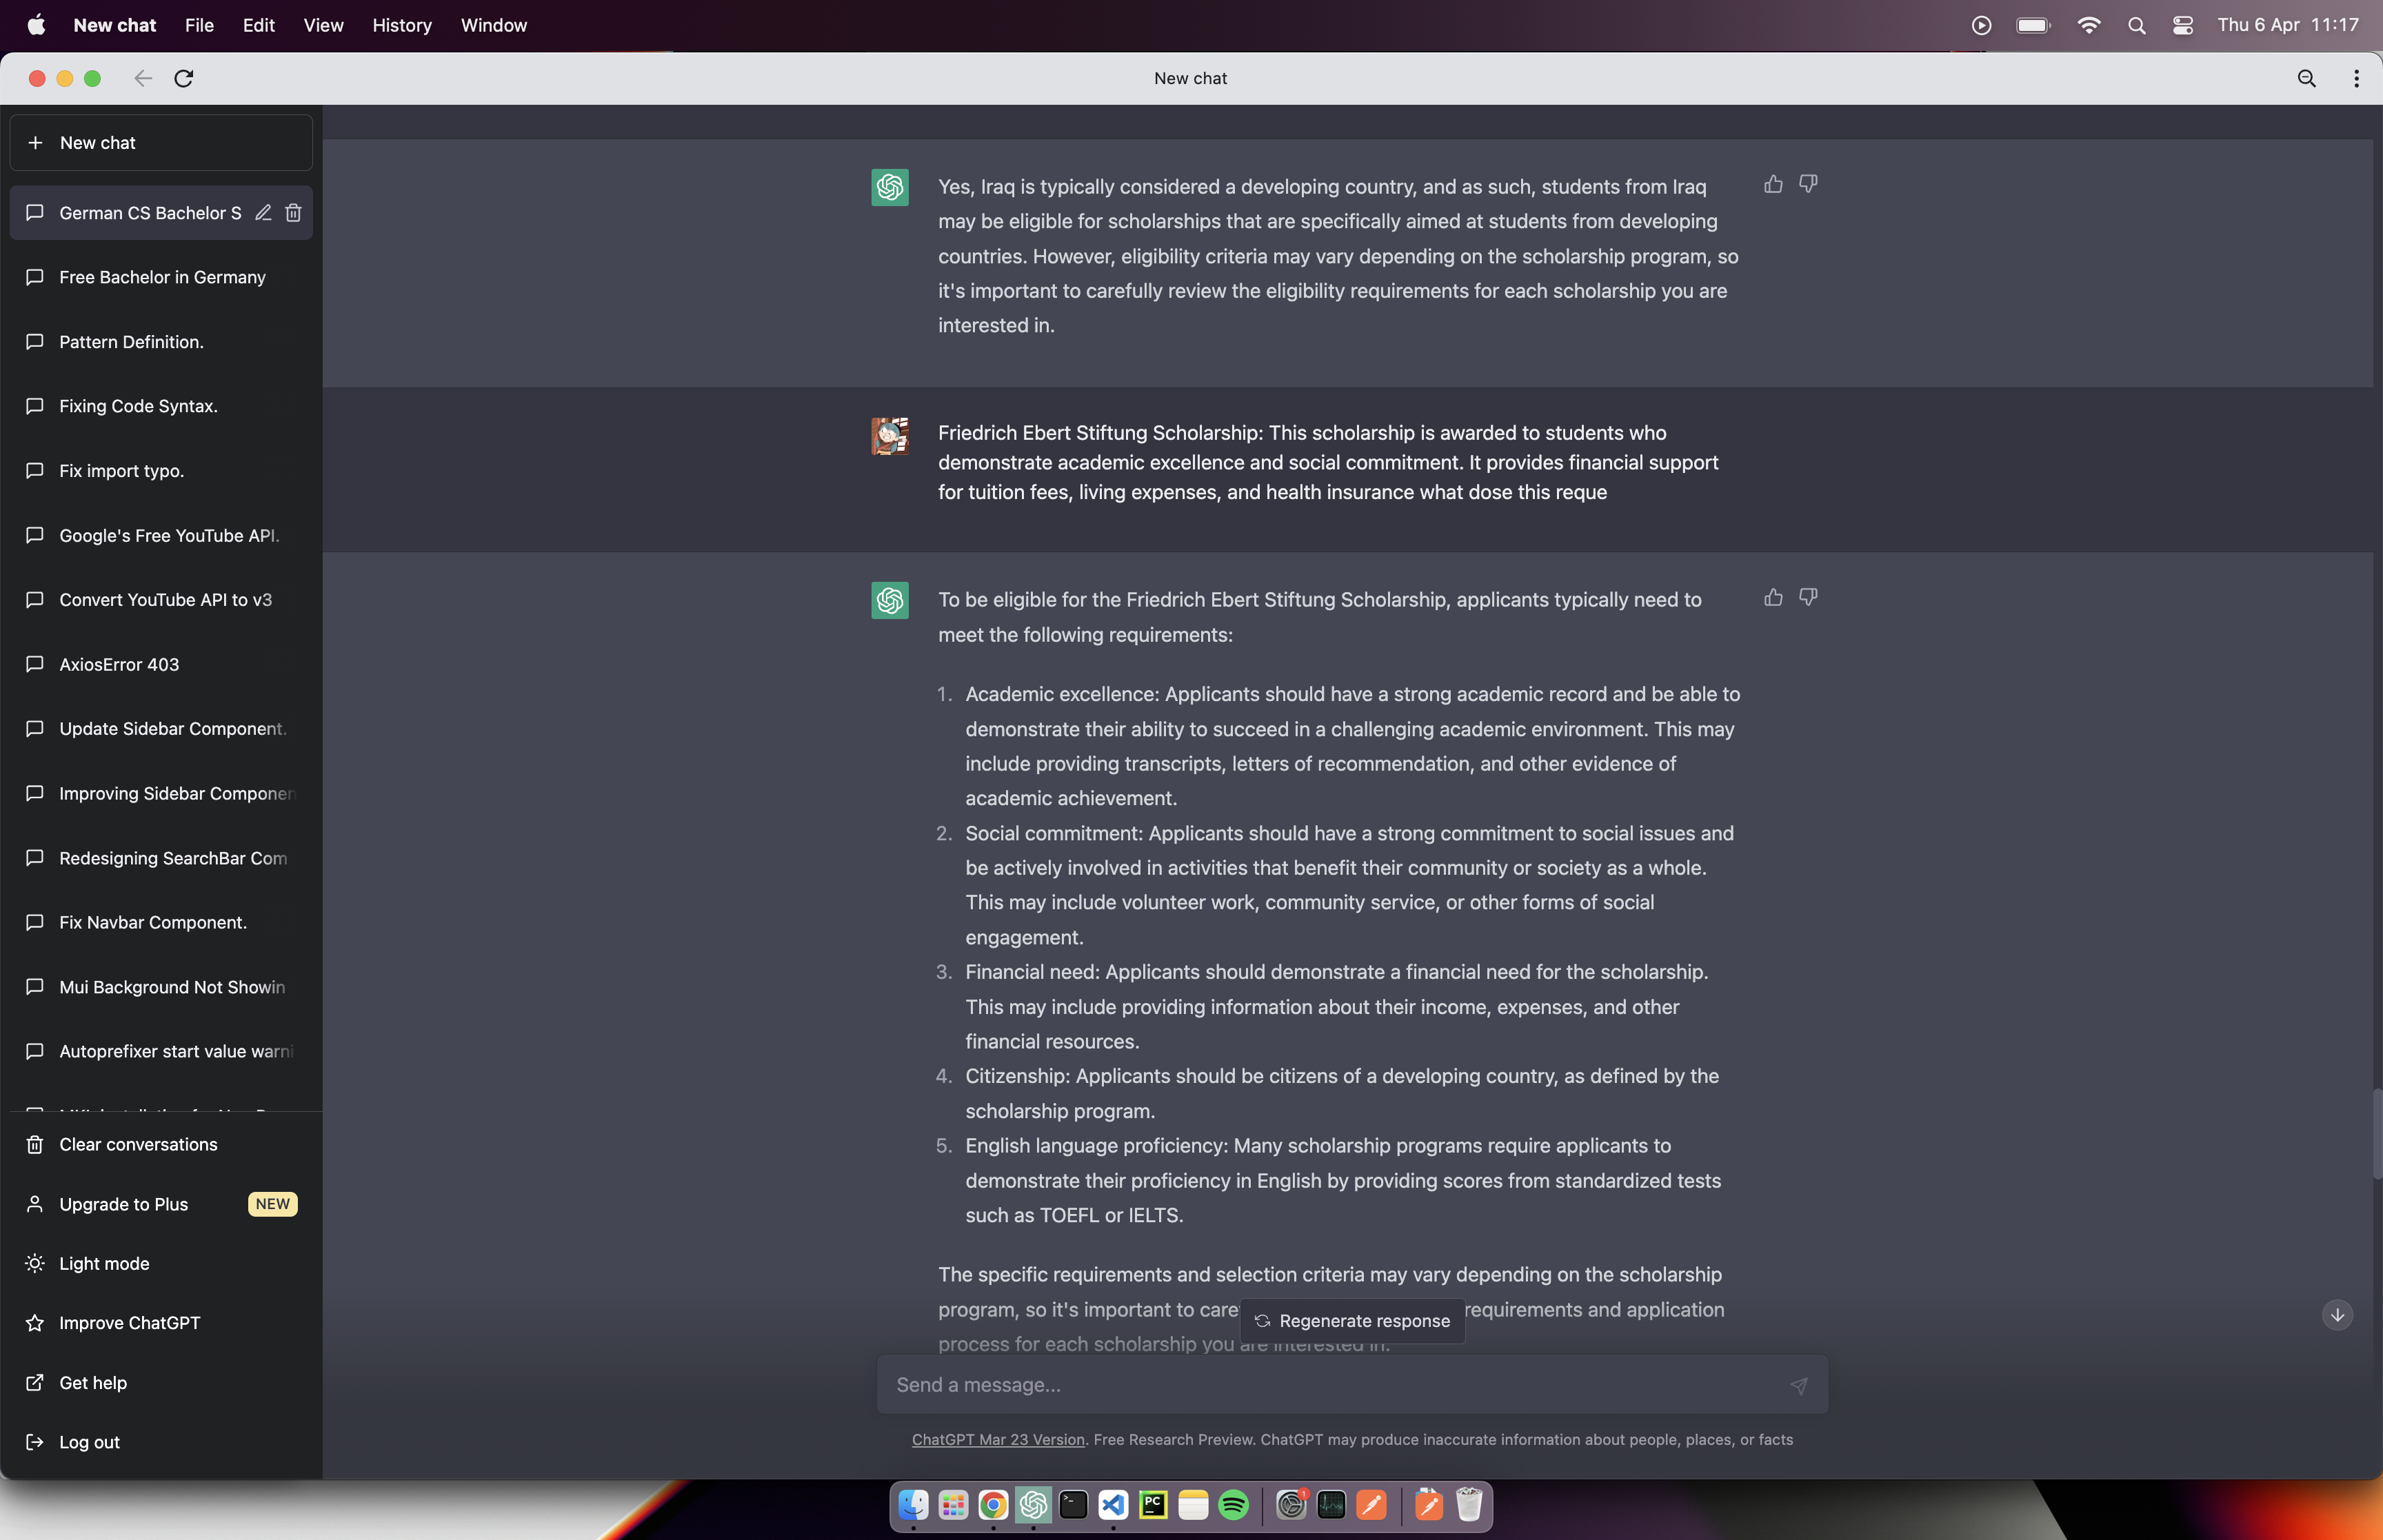 New chat File Edit View History Window Thu 6 Apr 11:17
New chat
New chat
German CS Bachelor S
Free Bachelor in Germany
Pattern Definition.
Fixing Code Syntax.
Fix import typo.
Google's Free YouTube API.
Convert YouTube API to v3
AxiosError 403
Update Sidebar Component.
Improving Sidebar Componen
Redesigning SearchBar Com
Fix Navbar Component.
Mui Background Not Showin
Autoprefixer start value warni
Clear conversations
Upgrade to Plus NEW
Light mode
Improve ChatGPT
Get help
Log out
Yes, Iraq is typically considered a developing country, and as such, students from Iraq
may be eligible for scholarships that are specifically aimed at students from developing
countries. However, eligibility criteria may vary depending on the scholarship program, so
it's important to carefully review the eligibility requirements for each scholarship you are
interested in.
Friedrich Ebert Stiftung Scholarship: This scholarship is awarded to students who
demonstrate academic excellence and social commitment. It provides financial support
for tuition fees, living expenses, and health insurance what dose this reque
To be eligible for the Friedrich Ebert Stiftung Scholarship, applicants typically need to
meet the following requirements:
1. Academic excellence: Applicants should have a strong academic record and be able to
demonstrate their ability to succeed in a challenging academic environment. This may
include providing transcripts, letters of recommendation, and other evidence of
academic achievement.
2. Social commitment: Applicants should have a strong commitment to social issues and
be actively involved in activities that benefit their community or society as a whole.
This may include volunteer work, community service, or other forms of social
engagement.
3. Financial need: Applicants should demonstrate a financial need for the scholarship.
This may include providing information about their income, expenses, and other
financial resources.
4. Citizenship: Applicants should be citizens of a developing country, as defined by the
scholarship program.
5. English language proficiency: Many scholarship programs require applicants to
demonstrate their proficiency in English by providing scores from standardized tests
such as TOEFL or IELTS.
The specific requirements and selection criteria may vary depending on the scholarship
program, so it's important to care requirements and application
process for each scholarship you are interested in.
Regenerate response
Send a message...
ChatGPT Mar 23 Version. Free Research Preview. ChatGPT may produce inaccurate information about people, places, or facts
PC
1